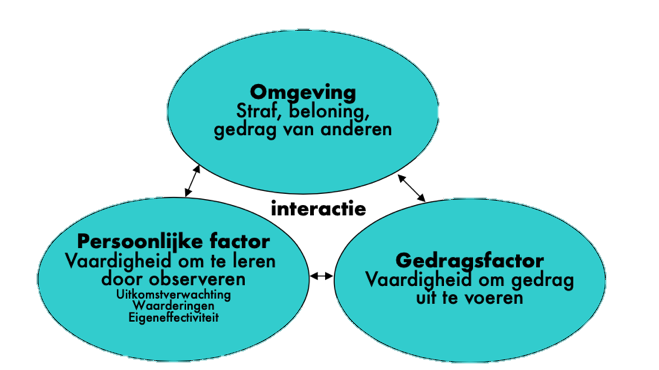 Omgeving
Straf, beloning,
gedrag van anderen
interactie
Persoonlijke factor
Vaardigheid om te leren
door observeren
Uitkomstverwachting
Waarderingen
Eigeneffectiviteit
Gedragsfactor
Vaardigheid om gedrag
uit te voeren